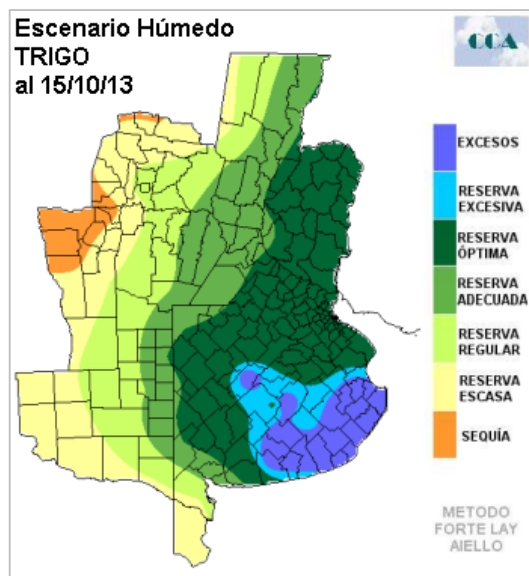 Escenario Húmedo
TRIGO
al 15/10/13
CCA
EXCESOS
RESERVA
EXCESIVA
RESERVA
ÓPTIMA
RESERVA
ADECUADA
RESERVA
REGULAR
RESERVA
ESCASA
SEQUÍA
METODO
FORTE LAY
AIELLO